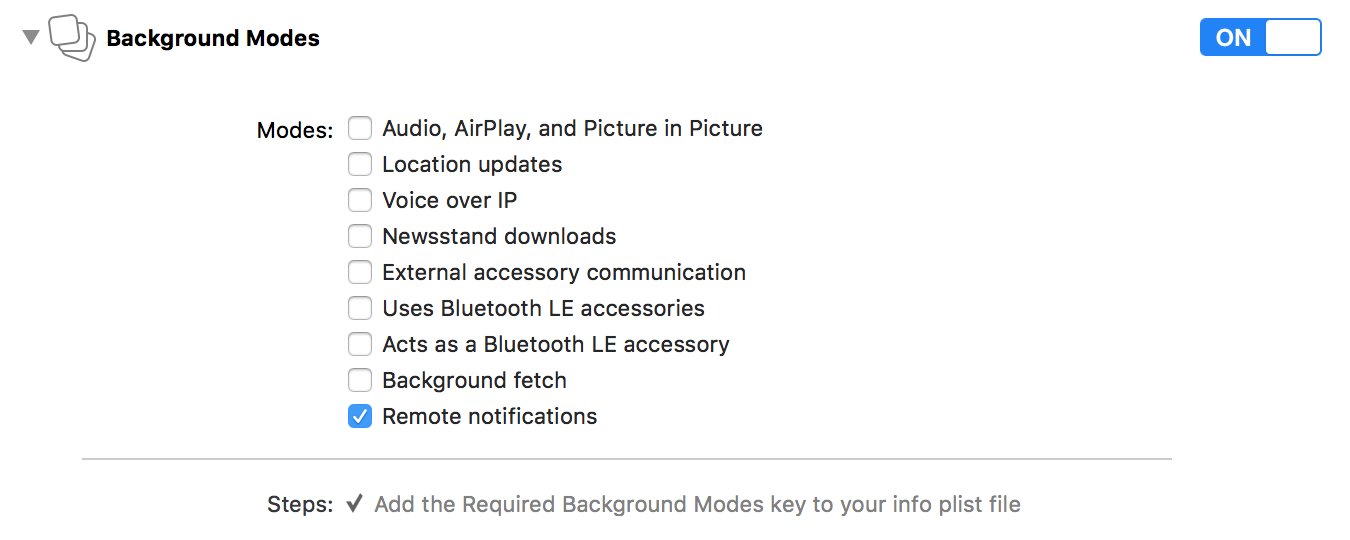 Background Modes
ON
Modes: Audio, AirPlay, and Picture in Picture
Location updates
Voice over IP
Newsstand downloads
External accessory communication
Uses Bluetooth LE accessories
Acts as a Bluetooth LE accessory
Background fetch
Remote notifications
Steps: ✓ Add the Required Background Modes key to your info plist file